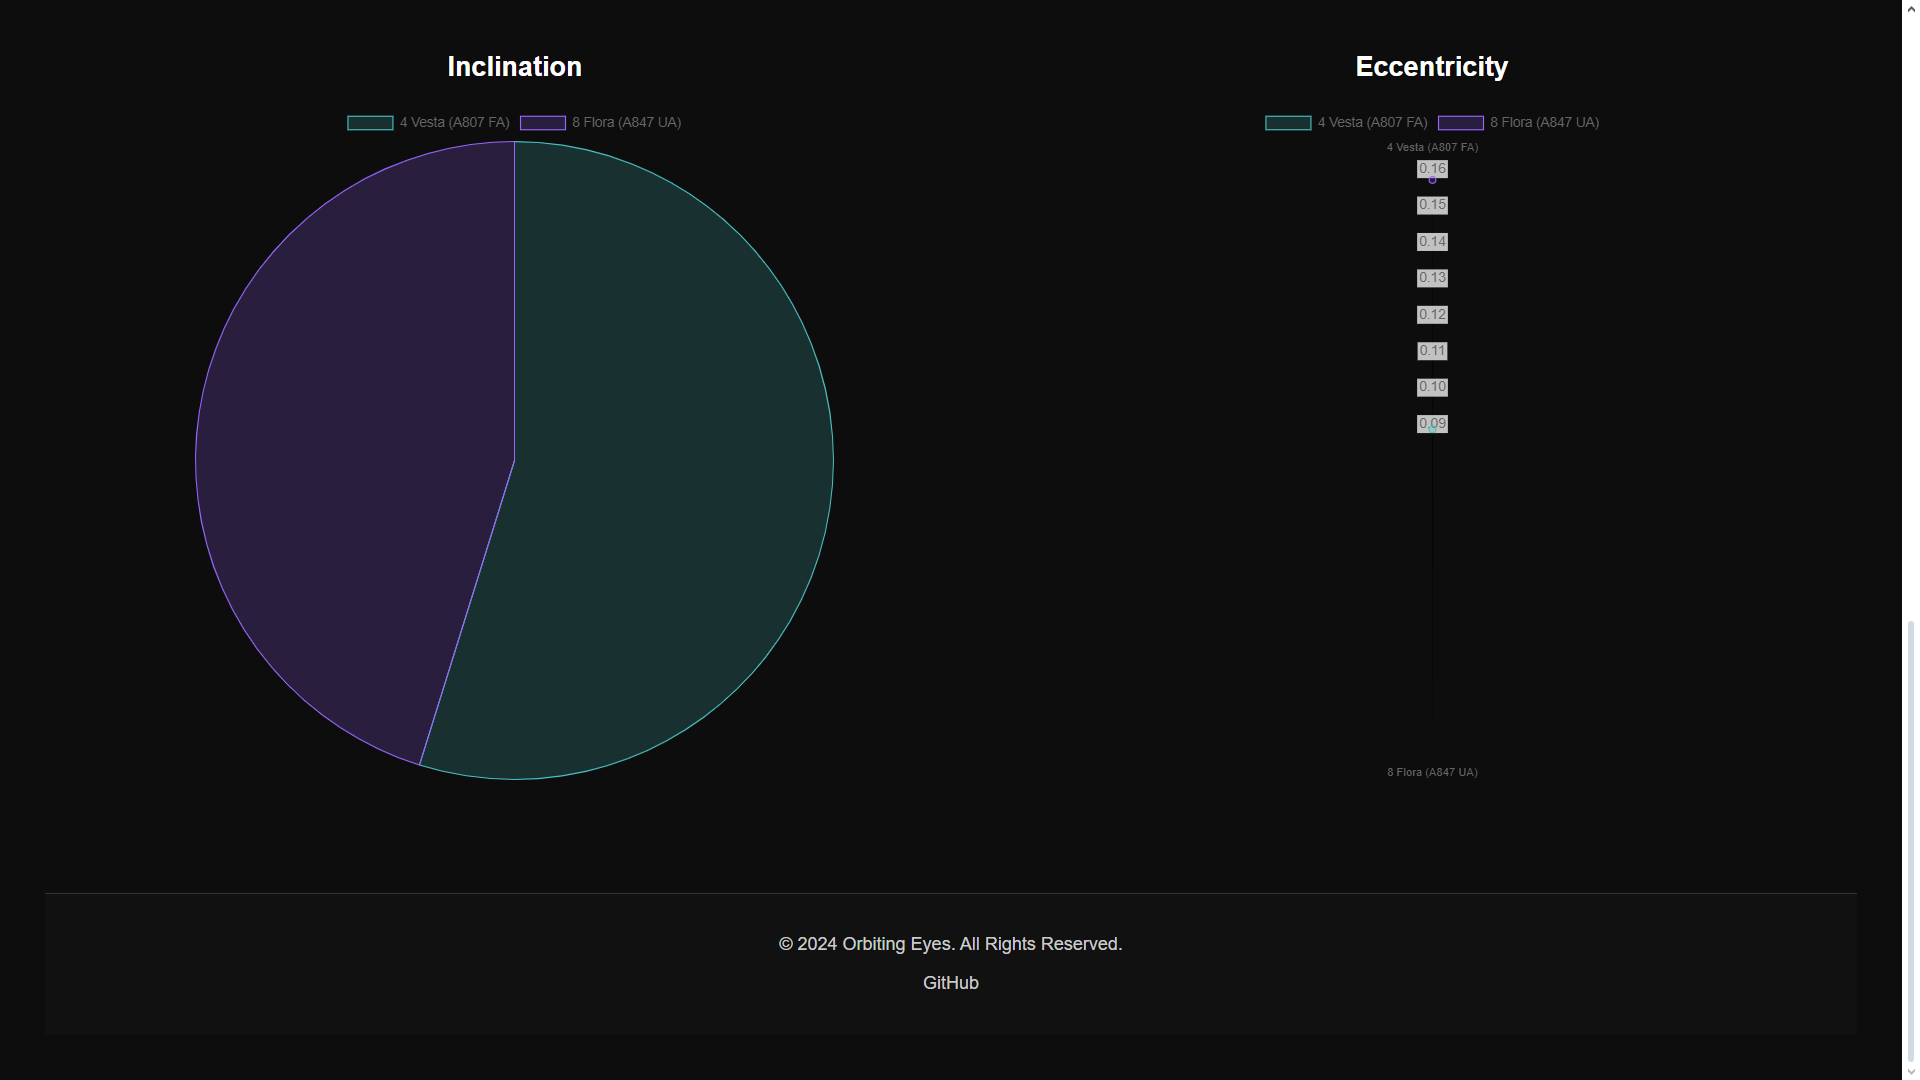 Inclination
4 Vesta (A807 FA) 8 Flora (A847 UA)
Eccentricity
4 Vesta (A807 FA) 8 Flora (A847 UA)
4 Vesta (A807 FA)
0.16
0.15
0.14
0.13
0.12
0.11
0.10
0.09
8 Flora (A847 UA)
© 2024 Orbiting Eyes. All Rights Reserved.
GitHub